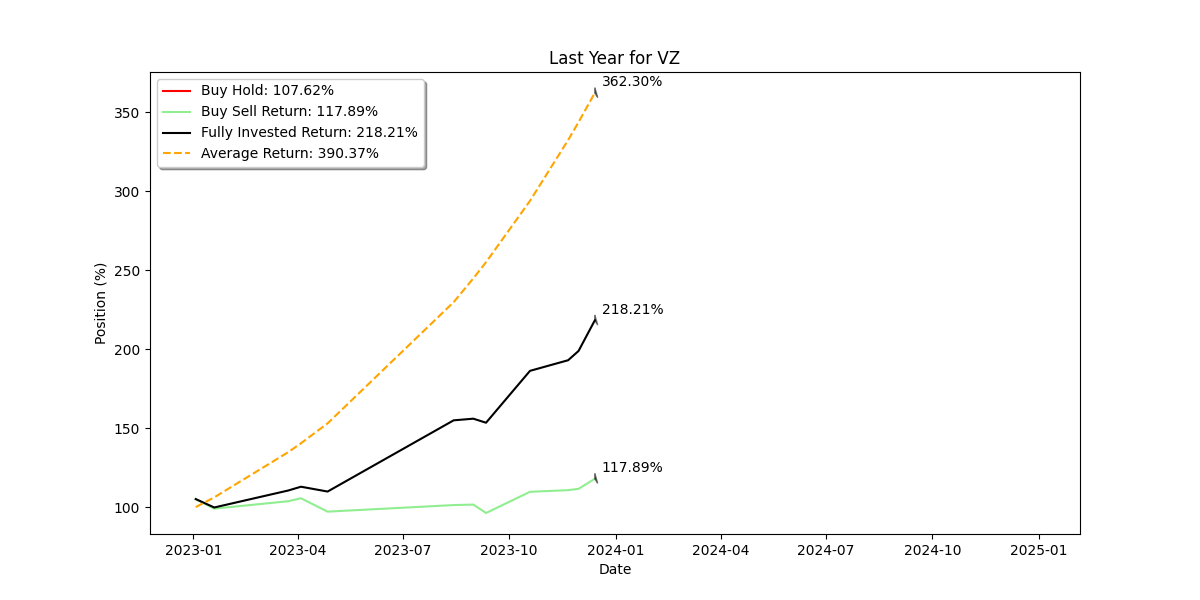 Last Year for VZ
362.30%
Buy Hold: 107.62%
Buy Sell Return: 117.89%
Fully Invested Return: 218.21%
Average Return: 390.37%
350
300
250
200
150
100
Position (%)
218.21%
117.89%
2023-01 2023-04 2023-07 2023-10 2024-01 2024-04 2024-07 2024-10 2025-01
Date